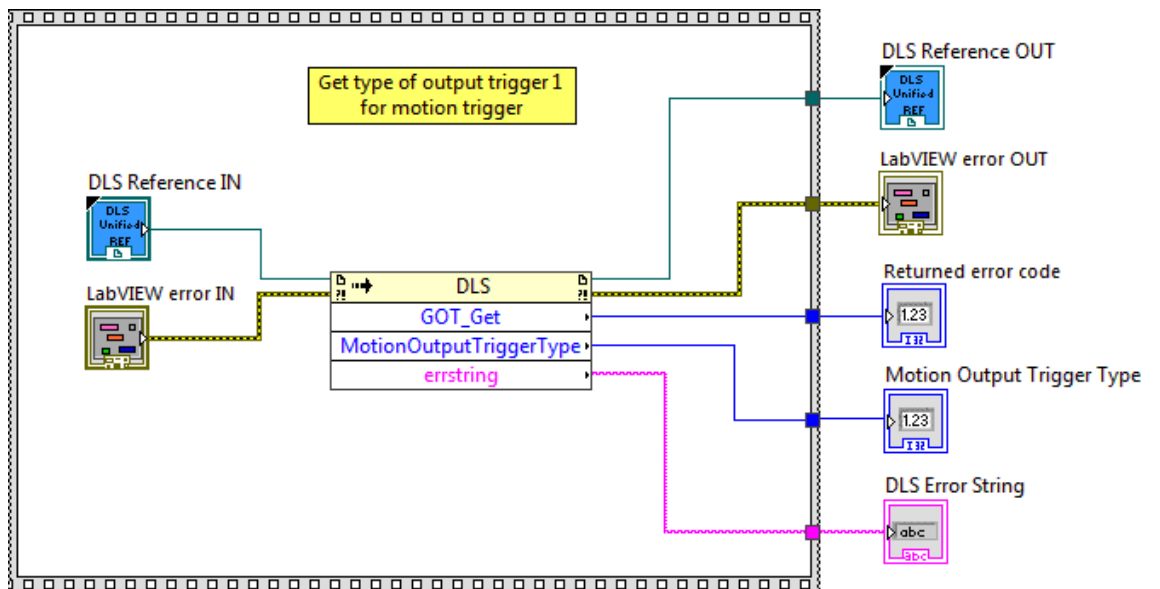 DLS Reference OUT
DLS
Unified
REF
Get type of output trigger 1
for motion trigger
LabVIEW error OUT
DLS Reference IN
DLS
Unified
REF
Returned error code
1.23
I32
LabVIEW error IN
DLS
GOT_Get
MotionOutputTriggerType
errstring
Motion Output Trigger Type
1.23
I32
DLS Error String
abc
abc